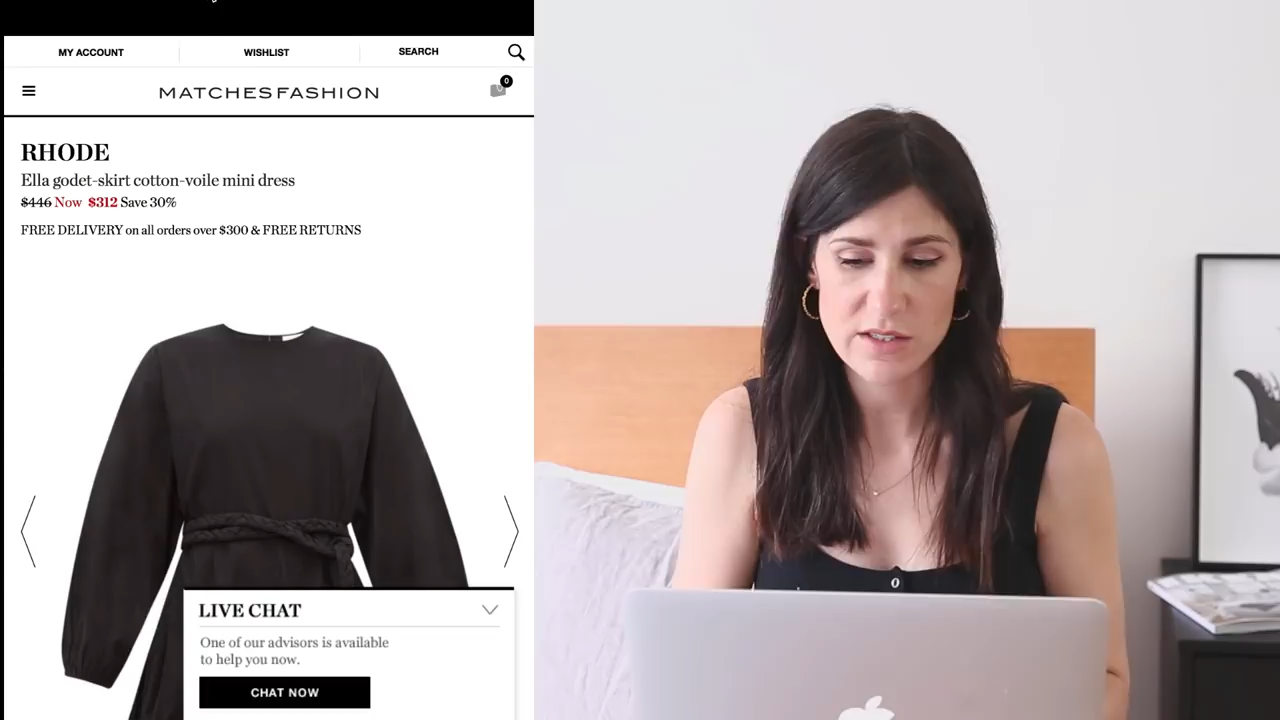 MY ACCOUNT
WISHLIST
SEARCH
MATCHESFASHION
0
RHODE
Ella godet-skirt cotton-voile mini dress
$446 Now $312 Save 30%
FREE DELIVERY on all orders over $300 & FREE RETURNS
LIVE CHAT
One of our advisors is available
to help you now.
CHAT NOW